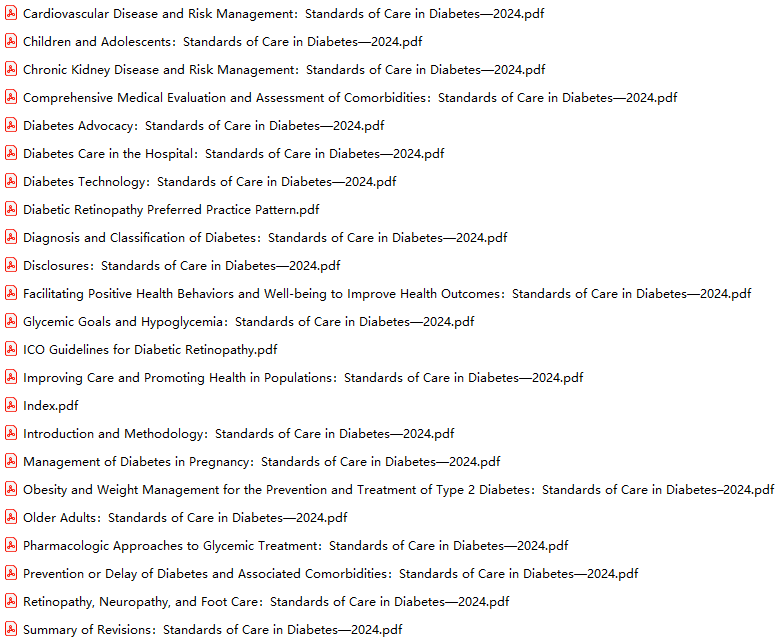 Cardiovascular Disease and Risk Management：Standards of Care in Diabetes—2024.pdf
Children and Adolescents：Standards of Care in Diabetes—2024.pdf
Chronic Kidney Disease and Risk Management：Standards of Care in Diabetes—2024.pdf
Comprehensive Medical Evaluation and Assessment of Comorbidities：Standards of Care in Diabetes—2024.pdf
Diabetes Advocacy：Standards of Care in Diabetes—2024.pdf
Diabetes Care in the Hospital：Standards of Care in Diabetes—2024.pdf
Diabetes Technology：Standards of Care in Diabetes—2024.pdf
Diabetic Retinopathy Preferred Practice Pattern.pdf
Diagnosis and Classification of Diabetes：Standards of Care in Diabetes—2024.pdf
Disclosures：Standards of Care in Diabetes—2024.pdf
Facilitating Positive Health Behaviors and Well-being to Improve Health Outcomes：Standards of Care in Diabetes—2024.pdf
Glycemic Goals and Hypoglycemia：Standards of Care in Diabetes—2024.pdf
ICO Guidelines for Diabetic Retinopathy.pdf
Improving Care and Promoting Health in Populations：Standards of Care in Diabetes—2024.pdf
Index.pdf
Introduction and Methodology：Standards of Care in Diabetes—2024.pdf
Management of Diabetes in Pregnancy：Standards of Care in Diabetes—2024.pdf
Obesity and Weight Management for the Prevention and Treatment of Type 2 Diabetes：Standards of Care in Diabetes–2024.pdf
Older Adults：Standards of Care in Diabetes—2024.pdf
Pharmacologic Approaches to Glycemic Treatment：Standards of Care in Diabetes—2024.pdf
Prevention or Delay of Diabetes and Associated Comorbidities：Standards of Care in Diabetes—2024.pdf
Retinopathy, Neuropathy, and Foot Care：Standards of Care in Diabetes—2024.pdf
Summary of Revisions：Standards of Care in Diabetes—2024.pdf